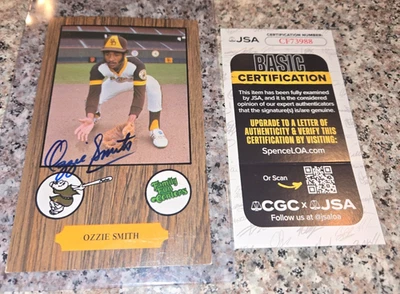 Ozzie Smith
Family
Centers
OZZIE SMITH
JSA
CERTIFICATION NUMBER:
CF73988
BASIC
CERTIFICATION
This item has been fully examined
by JSA, and it is the considered
opinion of our expert authenticators
that the signature(s) is/are genuine.
UPGRADE TO A LETTER OF
AUTHENTICITY & VERIFY THIS
CERTIFICATION BY VISITING:
SpenceLOA.com
Or Scan
CGC x JSA
Follow us at @jsaloa